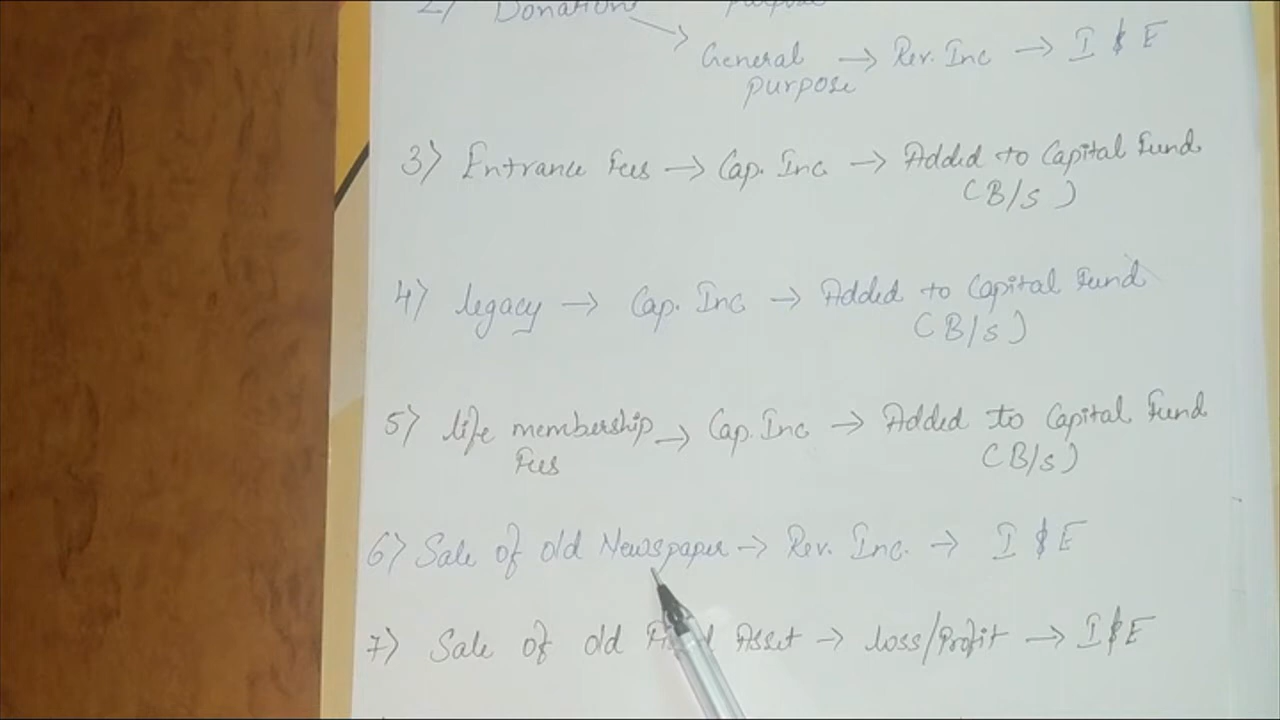 2) Donation purpose
General → Rev. Inc → I & E
purpose
3) Entrance Fees → Cap. Inc → Added to Capital Fund
(B/S)
4) legacy → Cap. Inc → Added to Capital Fund
(B/S)
5) life membership → Cap. Inc → Added to Capital Fund
Fees (B/S)
6) Sale of old Newspaper → Rev. Inc. → I & E
7) Sale of old Fixed Asset → loss/Profit → I & E